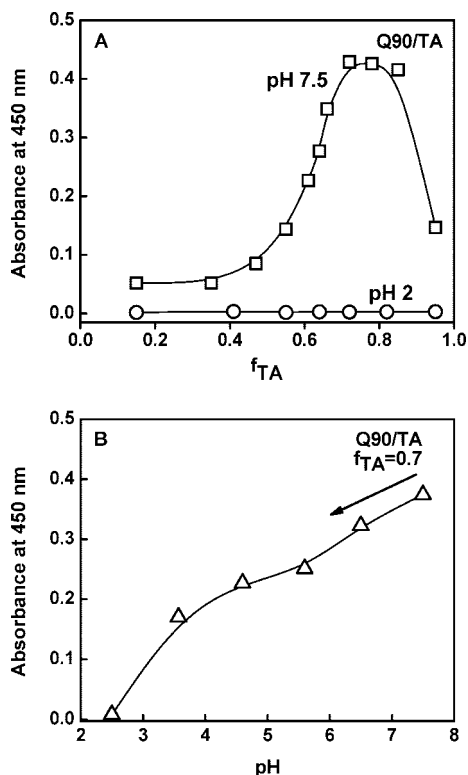 0.5
A
Q90/TA
0.4
pH 7.5
0.3
Absorbance at 450 nm
0.2
0.1
pH 2
0.0
0.0 0.2 0.4 0.6 0.8 1.0
fTA
0.5
B
Q90/TA
fTA=0.7
0.4
0.3
Absorbance at 450 nm
0.2
0.1
0.0
2 3 4 5 6 7 8
pH